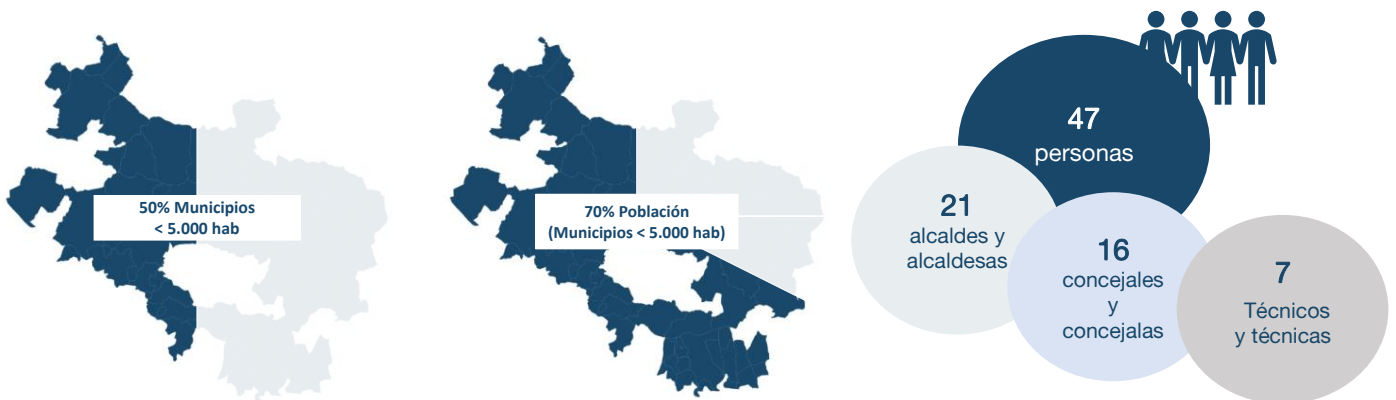 50% Municipios
< 5.000 hab
70% Población
(Municipios < 5.000 hab)
47
personas
21
alcaldes y
alcaldesas
16
concejales
y
concejalas
7
Técnicos
y técnicas